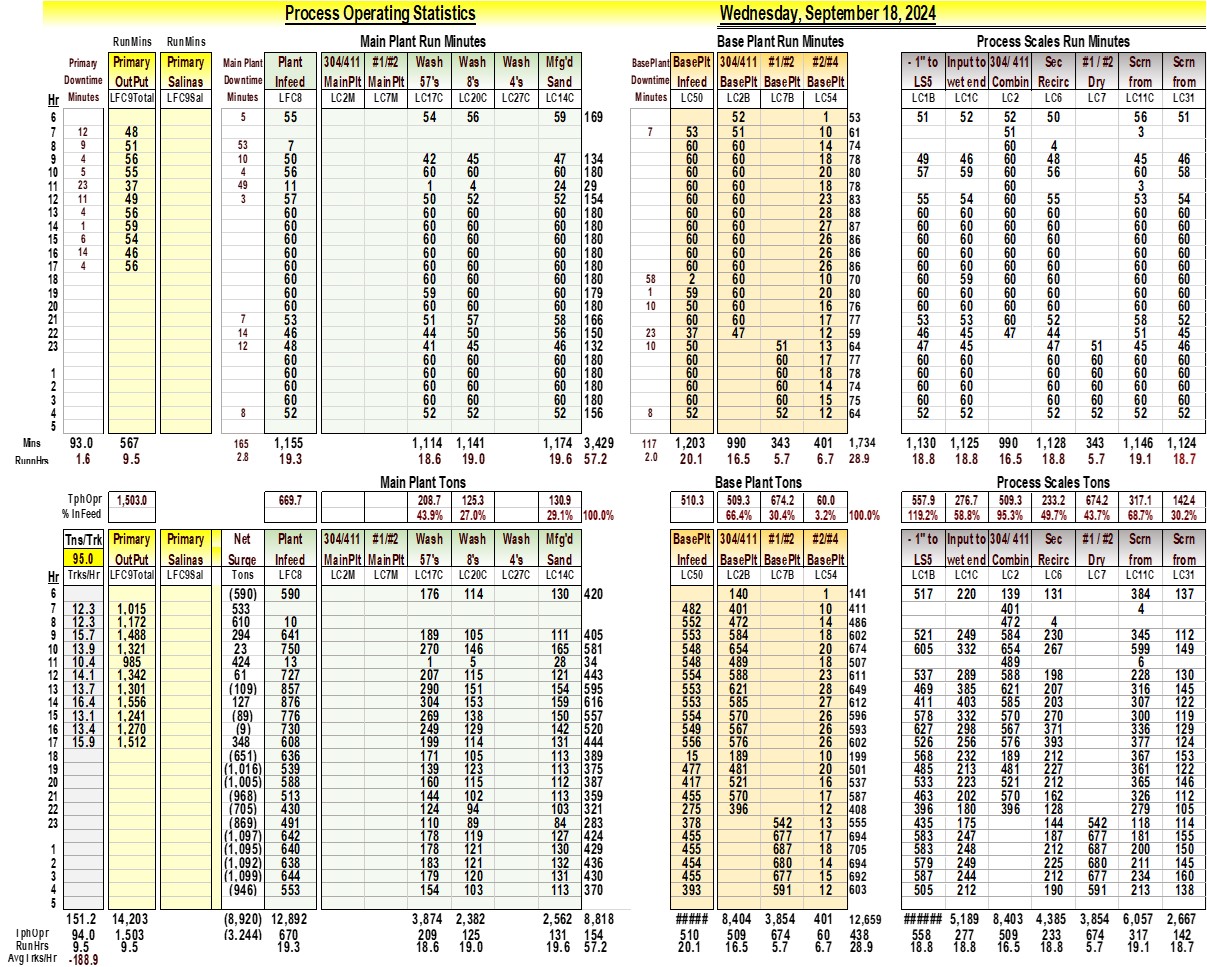 Process Operating Statistics Wednesday, September 18, 2024
RunMins RunMins Main Plant Run Minutes Base Plant Run Minutes Process Scales Run Minutes
Primary Primary Primary Main Plant Plant 304/411 #1/#2 Wash Wash Wash Mfg'd BasePlant BasePlt 304/411 #1/#2 #2/#4 - 1" to Input to 304/ 411 Sec #1 / #2 Scrn Scrn
Downtime OutPut Salinas Downtime Infeed MainPlt MainPlt 57's 8's 4's Sand Downtime Infeed BasePlt BasePlt BasePlt LS5 wet end Combin Recirc Dry from from
Hr Minutes LFC9Total LFC9Sal Minutes LFC8 LC2M LC7M LC17C LC20C LC27C LC14C Minutes LC50 LC2B LC7B LC54 LC1B LC1C LC2 LC6 LC7 LC11C LC31
6 5 55 54 56 59 169 52 1 53 51 52 52 50 56 51
7 12 48 7 53 51 10 61 51 3
8 9 51 53 7 60 60 14 74 60 4
9 4 56 10 50 42 45 47 134 60 60 18 78 49 46 60 48 45 46
10 5 55 4 56 60 60 60 180 60 60 20 80 57 59 60 56 60 58
11 23 37 49 11 1 4 24 29 60 60 18 78 60 3
12 11 49 3 57 50 52 52 154 60 60 23 83 55 54 60 55 53 54
13 4 56 60 60 60 60 180 60 60 28 88 60 60 60 60 60 60
14 1 59 60 60 60 60 180 60 60 27 87 60 60 60 60 60 60
15 6 54 60 60 60 60 180 60 60 26 86 60 60 60 60 60 60
16 14 46 60 60 60 60 180 60 60 26 86 60 60 60 60 60 60
17 4 56 60 60 60 60 180 60 60 26 86 60 60 60 60 60 60
18 60 60 60 60 180 58 2 60 10 70 60 59 60 60 60 60
19 60 59 60 60 179 1 59 60 20 80 60 60 60 60 60 60
20 60 60 60 60 180 10 50 60 16 76 60 60 60 60 60 60
21 7 53 51 57 58 166 60 60 17 77 53 53 60 52 58 52
22 14 46 44 50 56 150 23 37 47 12 59 46 45 47 44 51 45
23 12 48 41 45 46 132 10 50 51 13 64 47 45 47 51 45 46
60 60 60 60 180 60 60 17 77 60 60 60 60 60 60
1 60 60 60 60 180 60 60 18 78 60 60 60 60 60 60
2 60 60 60 60 180 60 60 14 74 60 60 60 60 60 60
3 60 60 60 60 180 60 60 15 75 60 60 60 60 60 60
4 8 52 52 52 52 156 8 52 52 12 64 52 52 52 52 52 52
5
Mins 93.0 567 165 1,155 1,114 1,141 1,174 3,429 117 1,203 990 343 401 1,734 1,130 1,125 990 1,128 343 1,146 1,124
RunnHrs 1.6 9.5 2.8 19.3 18.6 19.0 19.6 57.2 2.0 20.1 16.5 5.7 6.7 28.9 18.8 18.8 16.5 18.8 5.7 19.1 18.7
Main Plant Tons Base Plant Tons Process Scales Tons
TphOpr 1,503.0 669.7 208.7 125.3 130.9 510.3 509.3 674.2 60.0 557.9 276.7 509.3 233.2 674.2 317.1 142.4
% InFeed 43.9% 27.0% 29.1% 100.0% 66.4% 30.4% 3.2% 100.0% 119.2% 58.8% 95.3% 49.7% 43.7% 68.7% 30.2%
Tns/Trk Primary Primary Net Plant 304/411 #1/#2 Wash Wash Wash Mfg'd BasePlt 304/411 #1/#2 #2/#4 - 1" to Input to 304/ 411 Sec #1 / #2 Scrn Scrn
95.0 OutPut Salinas Surge Infeed MainPlt MainPlt 57's 8's 4's Sand Infeed BasePlt BasePlt BasePlt LS5 wet end Combin Recirc Dry from from
Hr Trks/Hr LFC9Total LFC9Sal Tons LFC8 LC2M LC7M LC17C LC20C LC27C LC14C LC50 LC2B LC7B LC54 LC1B LC1C LC2 LC6 LC7 LC11C LC31
6 (590) 590 176 114 130 420 140 1 141 517 220 139 131 384 137
7 12.3 1,015 533 482 401 10 411 401 4
8 12.3 1,172 610 10 552 472 14 486 472 4
9 15.7 1,488 294 641 189 105 111 405 553 584 18 602 521 249 584 230 345 112
10 13.9 1,321 23 750 270 146 165 581 548 654 20 674 605 332 654 267 599 149
11 10.4 985 424 13 1 5 28 34 548 489 18 507 489 6
12 14.1 1,342 61 727 207 115 121 443 554 588 23 611 537 289 588 198 228 130
13 13.7 1,301 (109) 857 290 151 154 595 553 621 28 649 469 385 621 207 316 145
14 16.4 1,556 127 876 304 153 159 616 553 585 27 612 411 403 585 203 307 122
15 13.1 1,241 (89) 776 269 138 150 557 554 570 26 596 578 332 570 270 300 119
16 13.4 1,270 (9) 730 249 129 142 520 549 567 26 593 627 298 567 371 336 129
17 15.9 1,512 348 608 199 114 131 444 556 576 26 602 526 256 576 393 377 124
18 (651) 636 171 105 113 389 15 189 10 199 568 232 189 212 367 153
19 (1,016) 539 139 123 113 375 477 481 20 501 485 213 481 227 361 122
20 (1,005) 588 160 115 112 387 417 521 16 537 533 223 521 212 365 146
21 (968) 513 144 102 113 359 455 570 17 587 463 202 570 162 326 112
22 (705) 430 124 94 103 321 275 396 12 408 396 180 396 128 279 105
23 (869) 491 110 89 84 283 378 542 13 555 435 175 144 542 118 114
(1,097) 642 178 119 127 424 455 677 17 694 583 247 187 677 181 155
1 (1,095) 640 178 121 130 429 455 687 18 705 583 248 212 687 200 150
2 (1,092) 638 183 121 132 436 454 680 14 694 579 249 225 680 211 145
3 (1,099) 644 179 120 131 430 455 677 15 692 587 244 212 677 234 160
4 (946) 553 154 103 113 370 393 591 12 603 505 212 190 591 213 138
5
151.2 14,203 (8,920) 12,892 3,874 2,382 2,562 8,818 ##### 8,404 3,854 401 12,659 ###### 5,189 8,403 4,385 3,854 6,057 2,667
TphOpr 94.0 1,503 (3.244) 670 209 125 131 154 510 509 674 60 438 558 277 509 233 674 317 142
RunHrs 9.5 9.5 19.3 18.6 19.0 19.6 57.2 20.1 16.5 5.7 6.7 28.9 18.8 18.8 16.5 18.8 5.7 19.1 18.7
AvgTrks/Hr -188.9